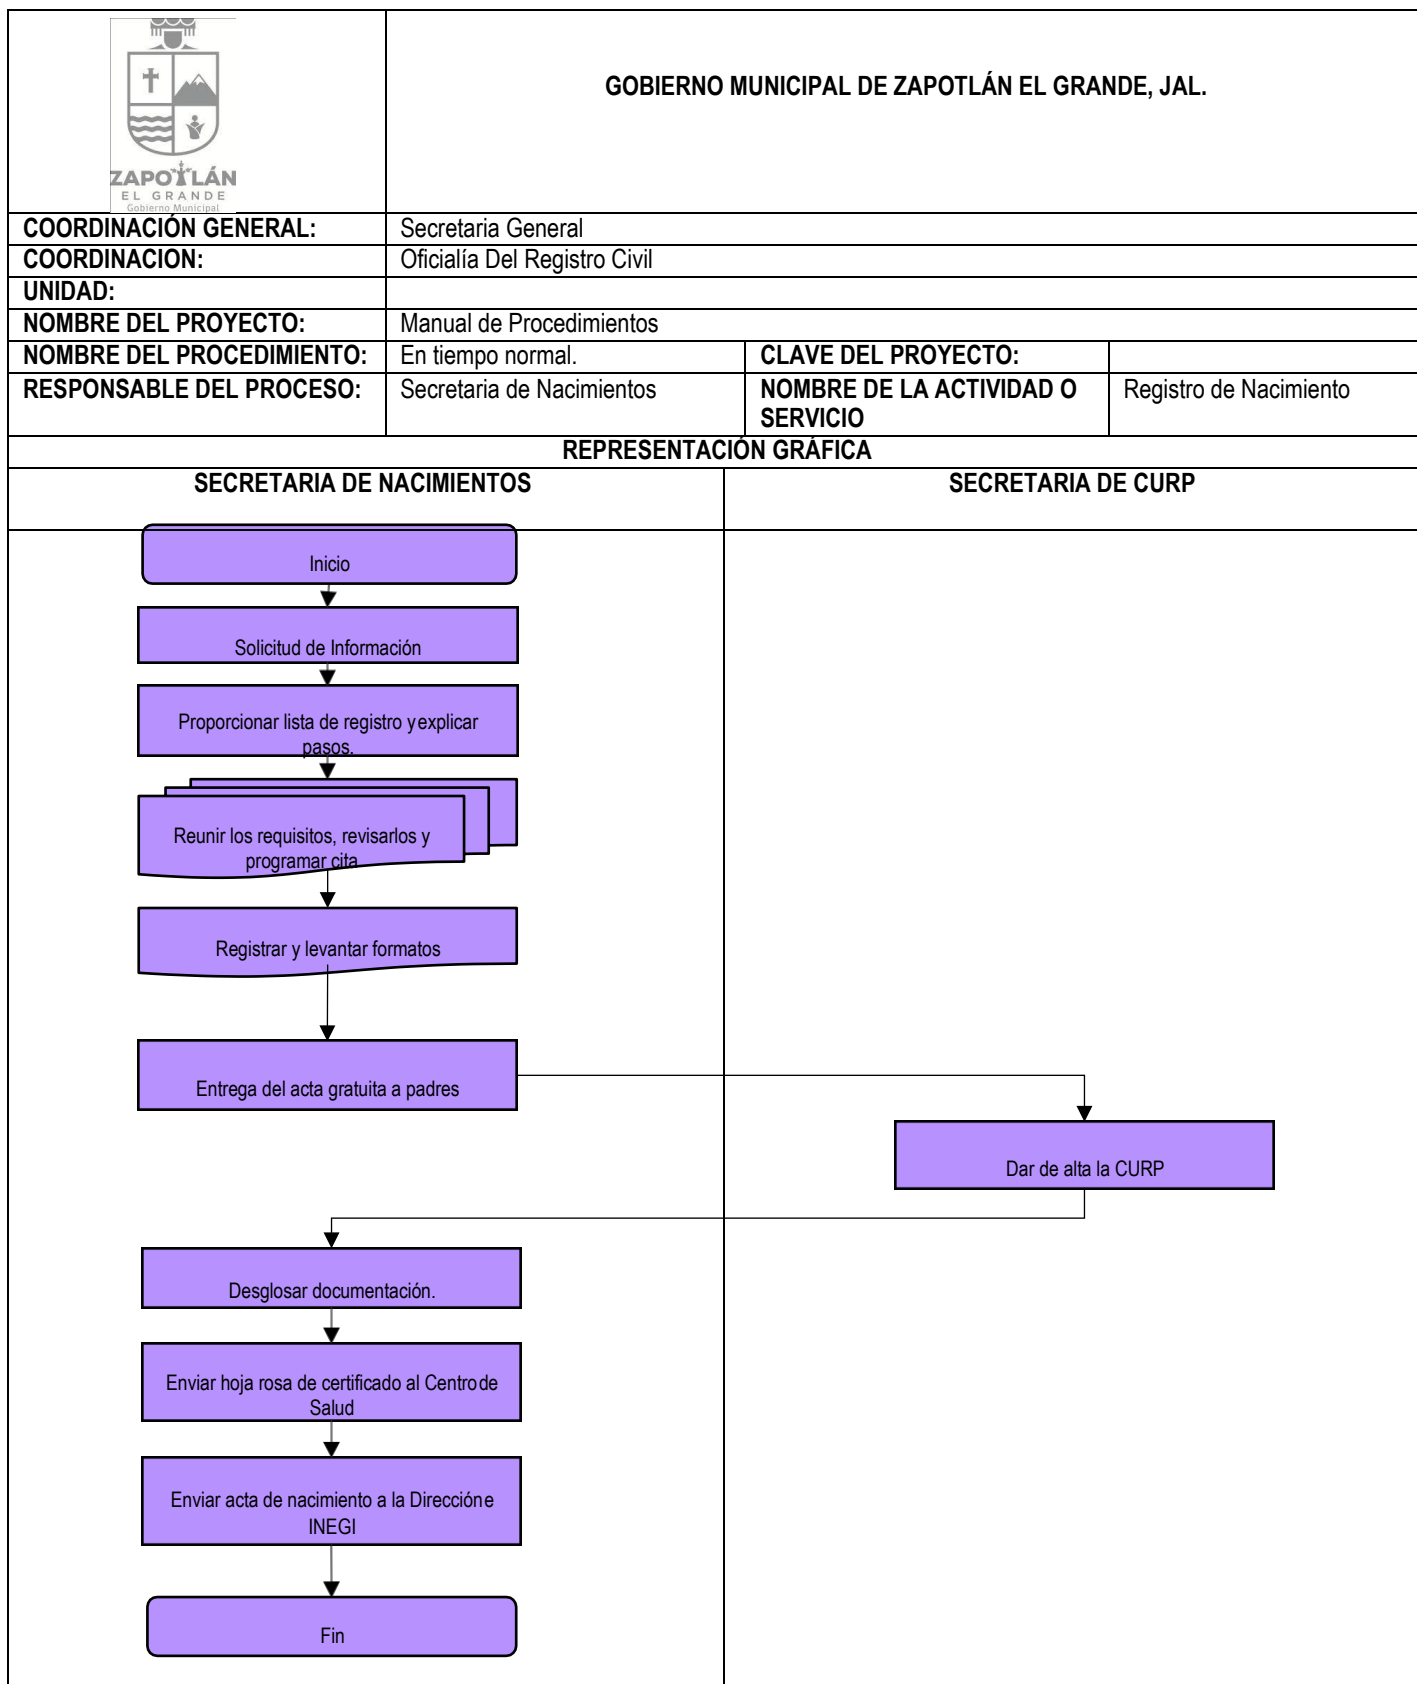 ZAPOTLÁN
EL GRANDE
Gobierno Municipal
GOBIERNO MUNICIPAL DE ZAPOTLÁN EL GRANDE, JAL.
COORDINACIÓN GENERAL: Secretaria General
COORDINACION: Oficialía Del Registro Civil
UNIDAD:
NOMBRE DEL PROYECTO: Manual de Procedimientos
NOMBRE DEL PROCEDIMIENTO: En tiempo normal. CLAVE DEL PROYECTO:
RESPONSABLE DEL PROCESO: Secretaria de Nacimientos NOMBRE DE LA ACTIVIDAD O Registro de Nacimiento
SERVICIO
REPRESENTACIÓN GRÁFICA
SECRETARIA DE NACIMIENTOS SECRETARIA DE CURP
Inicio
Solicitud de Información
Proporcionar lista de registro y explicar
pasos.
Reunir los requisitos, revisarlos y
programar cita
Registrar y levantar formatos
Entrega del acta gratuita a padres
Dar de alta la CURP
Desglosar documentación.
Enviar hoja rosa de certificado al Centro de
Salud
Enviar acta de nacimiento a la Dirección e
INEGI
Fin